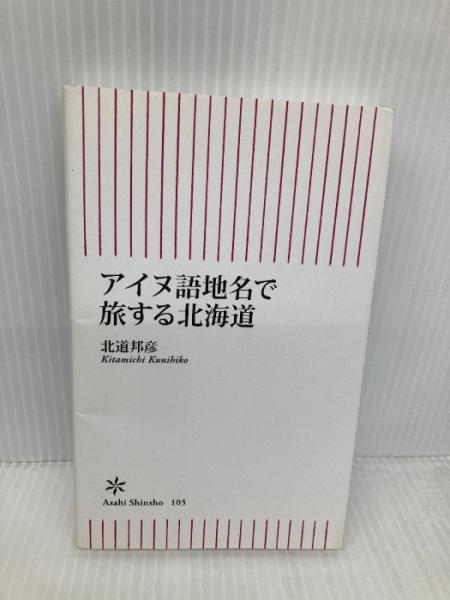 アイヌ語地名で
旅する北海道
北道邦彦
Kitamichi Kunihiko
Asahi Shinsho 103